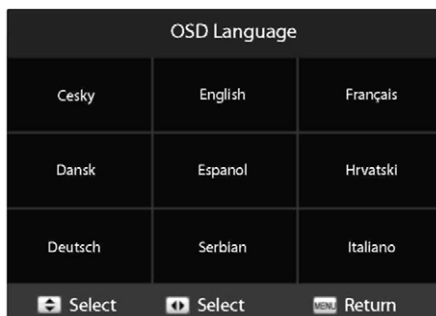 OSD Language
Cesky English Français
Dansk Espanol Hrvatski
Deutsch Serbian Italiano
Select Select MENU Return